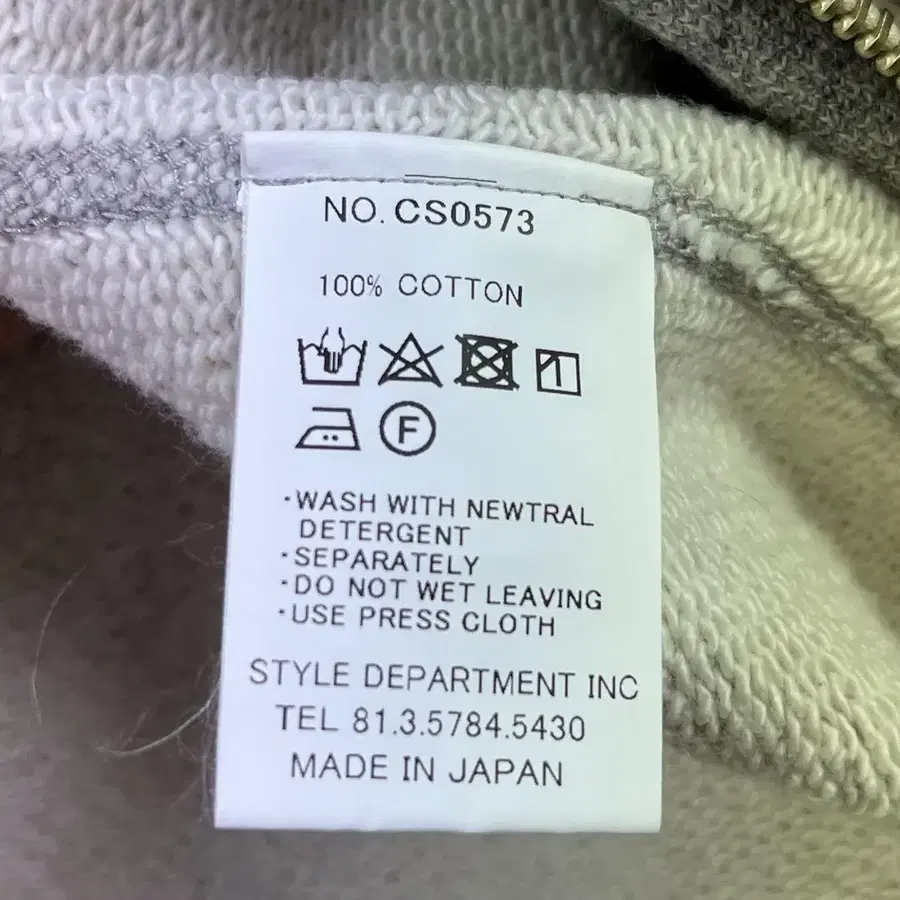 NO. CS0573
100% COTTON
F
·WASH WITH NEWTRAL
DETERGENT
·SEPARATELY
·DO NOT WET LEAVING
·USE PRESS CLOTH
STYLE DEPARTMENT INC
TEL 81.3.5784.5430
MADE IN JAPAN